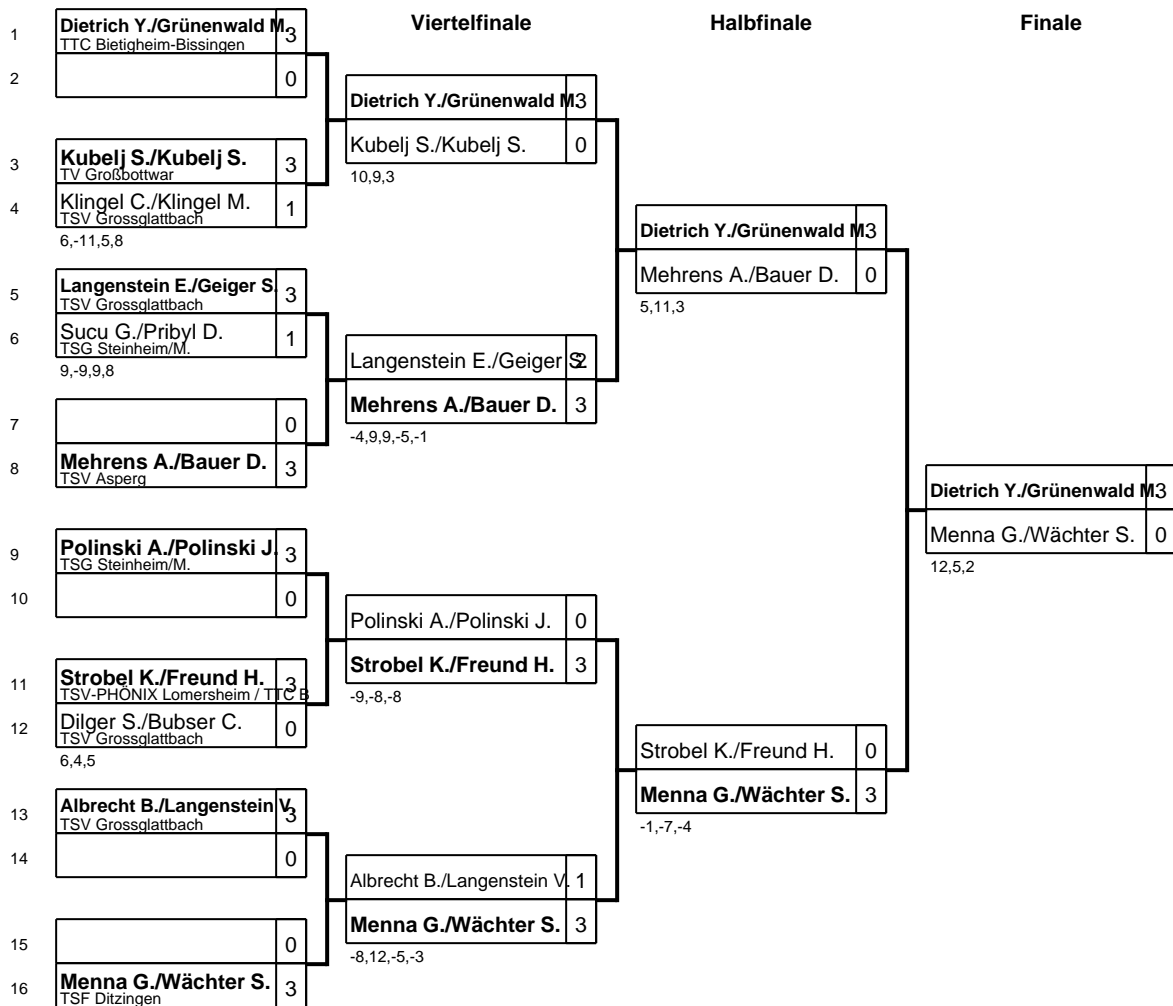 Viertelfinale Halbfinale Finale
1 Dietrich Y./Grünenwald M. 3
TTC Bietigheim-Bissingen
2 0
3 Kubelj S./Kubelj S. 3
TV Großbottwar
4 Klingel C./Klingel M. 1
TSV Grossglattbach
6,-11,5,8
5 Langenstein E./Geiger S. 3
TSV Grossglattbach
6 Sucu G./Pribyl D. 1
TSG Steinheim/M.
9,-9,9,8
7 0
8 Mehrens A./Bauer D. 3
TSV Asperg
9 Polinski A./Polinski J. 3
TSG Steinheim/M.
10 0
11 Strobel K./Freund H. 3
TSV-PHÖNIX Lomersheim / TTC B
12 Dilger S./Bubser C. 0
TSV Grossglattbach
6,4,5
13 Albrecht B./Langenstein V. 3
TSV Grossglattbach
14 0
15 0
16 Menna G./Wächter S. 3
TSF Ditzingen
Dietrich Y./Grünenwald M. 3
Kubelj S./Kubelj S. 0
10,9,3
Langenstein E./Geiger S. 2
Mehrens A./Bauer D. 3
-4,9,9,-5,-1
Polinski A./Polinski J. 0
Strobel K./Freund H. 3
-9,-8,-8
Albrecht B./Langenstein V. 1
Menna G./Wächter S. 3
-8,12,-5,-3
Dietrich Y./Grünenwald M. 3
Mehrens A./Bauer D. 0
5,11,3
Strobel K./Freund H. 0
Menna G./Wächter S. 3
-1,-7,-4
Dietrich Y./Grünenwald M. 3
Menna G./Wächter S. 0
12,5,2